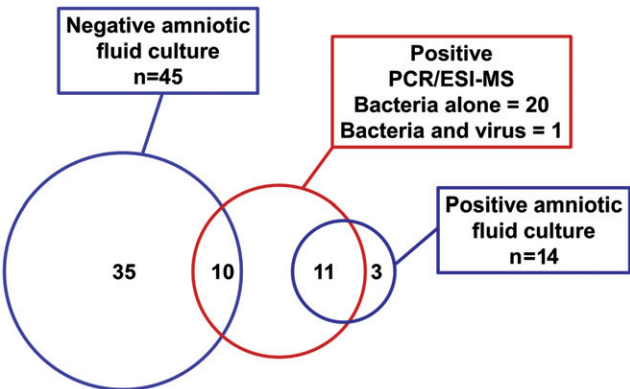 Negative amniotic
fluid culture
n=45
Positive
PCR/ESI-MS
Bacteria alone = 20
Bacteria and virus = 1
Positive amniotic
fluid culture
n=14
35
10
11
3